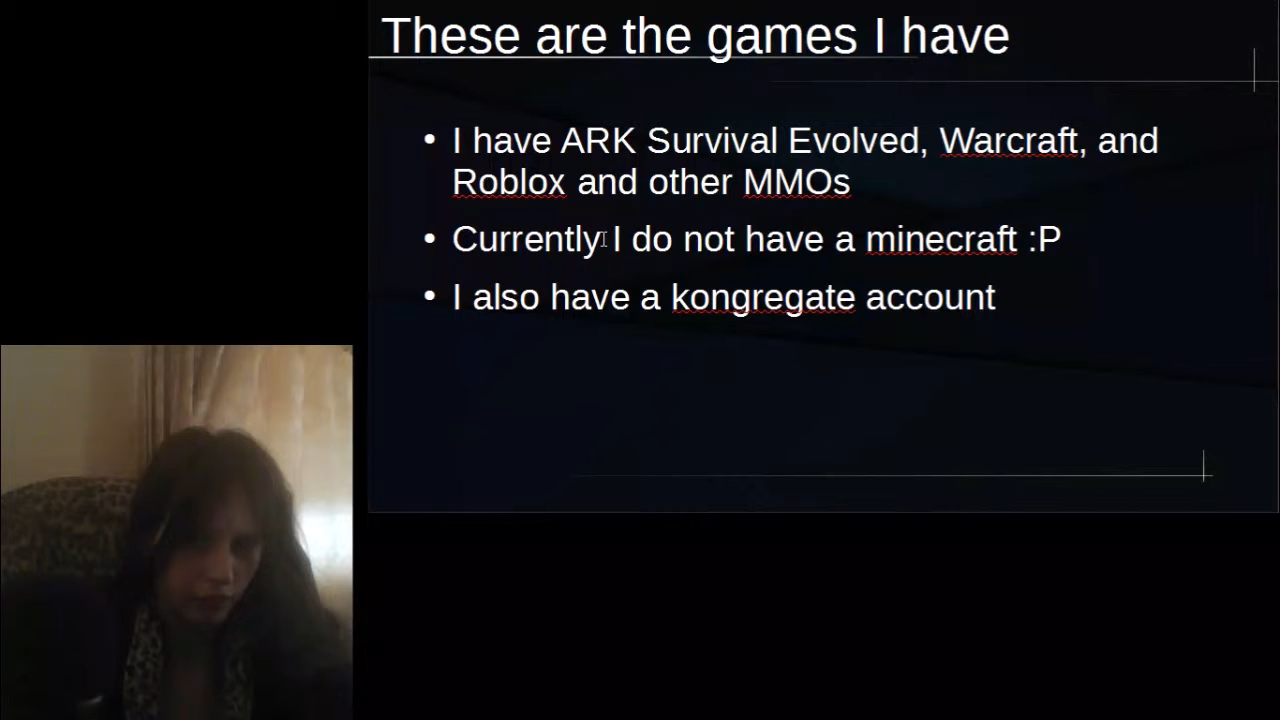 These are the games I have
• I have ARK Survival Evolved, Warcraft, and
Roblox and other MMOs
• Currently I do not have a minecraft :P
• I also have a kongregate account